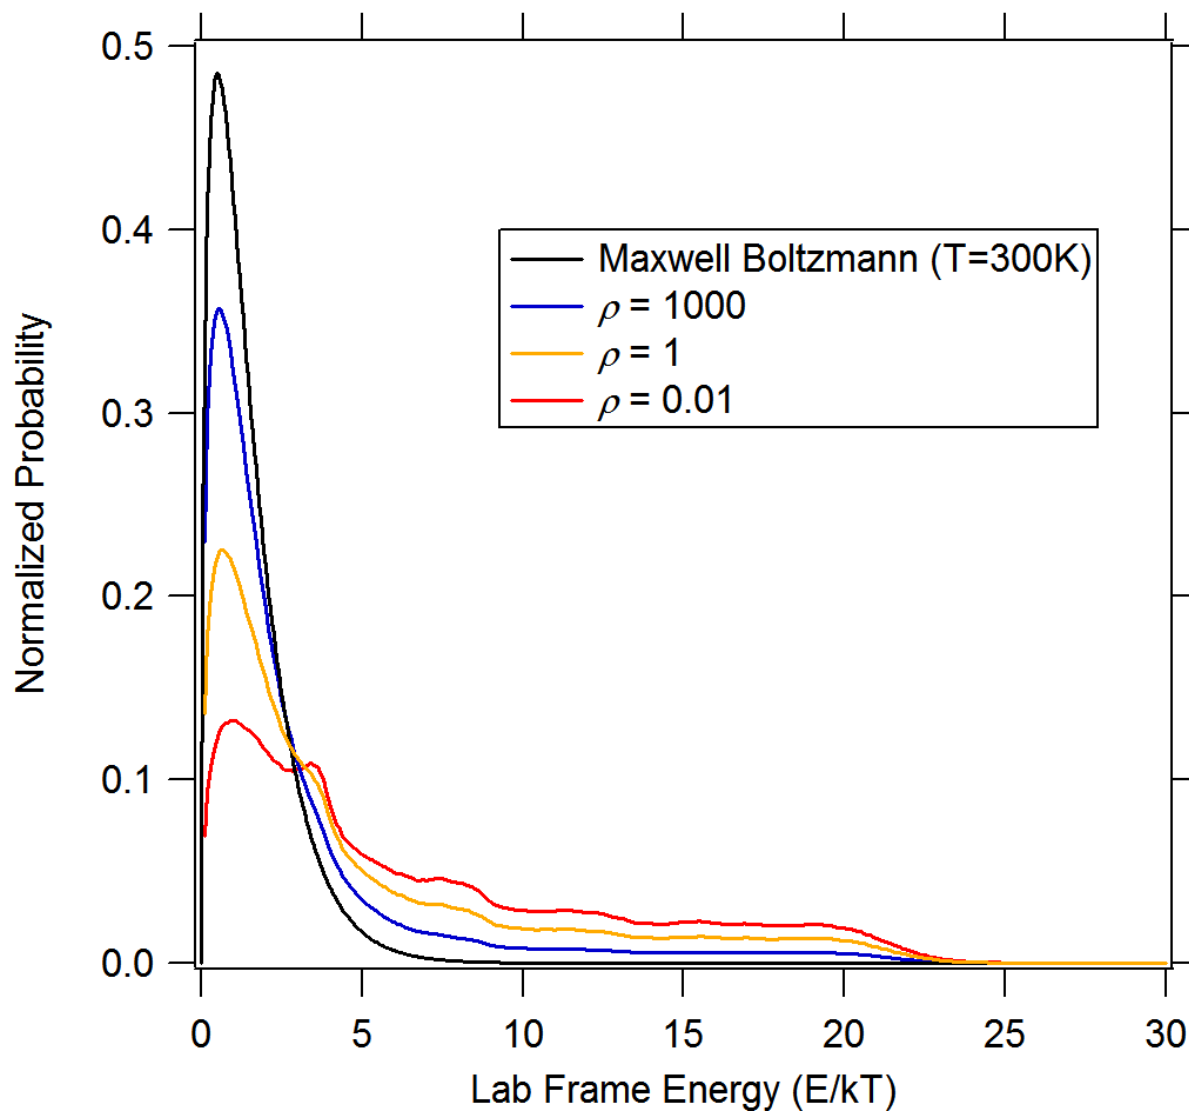 0.5
0.4
0.3
0.2
0.1
0.0
Normalized Probability
Maxwell Boltzmann (T=300K)
ρ = 1000
ρ = 1
ρ = 0.01
0 5 10 15 20 25 30
Lab Frame Energy (E/kT)